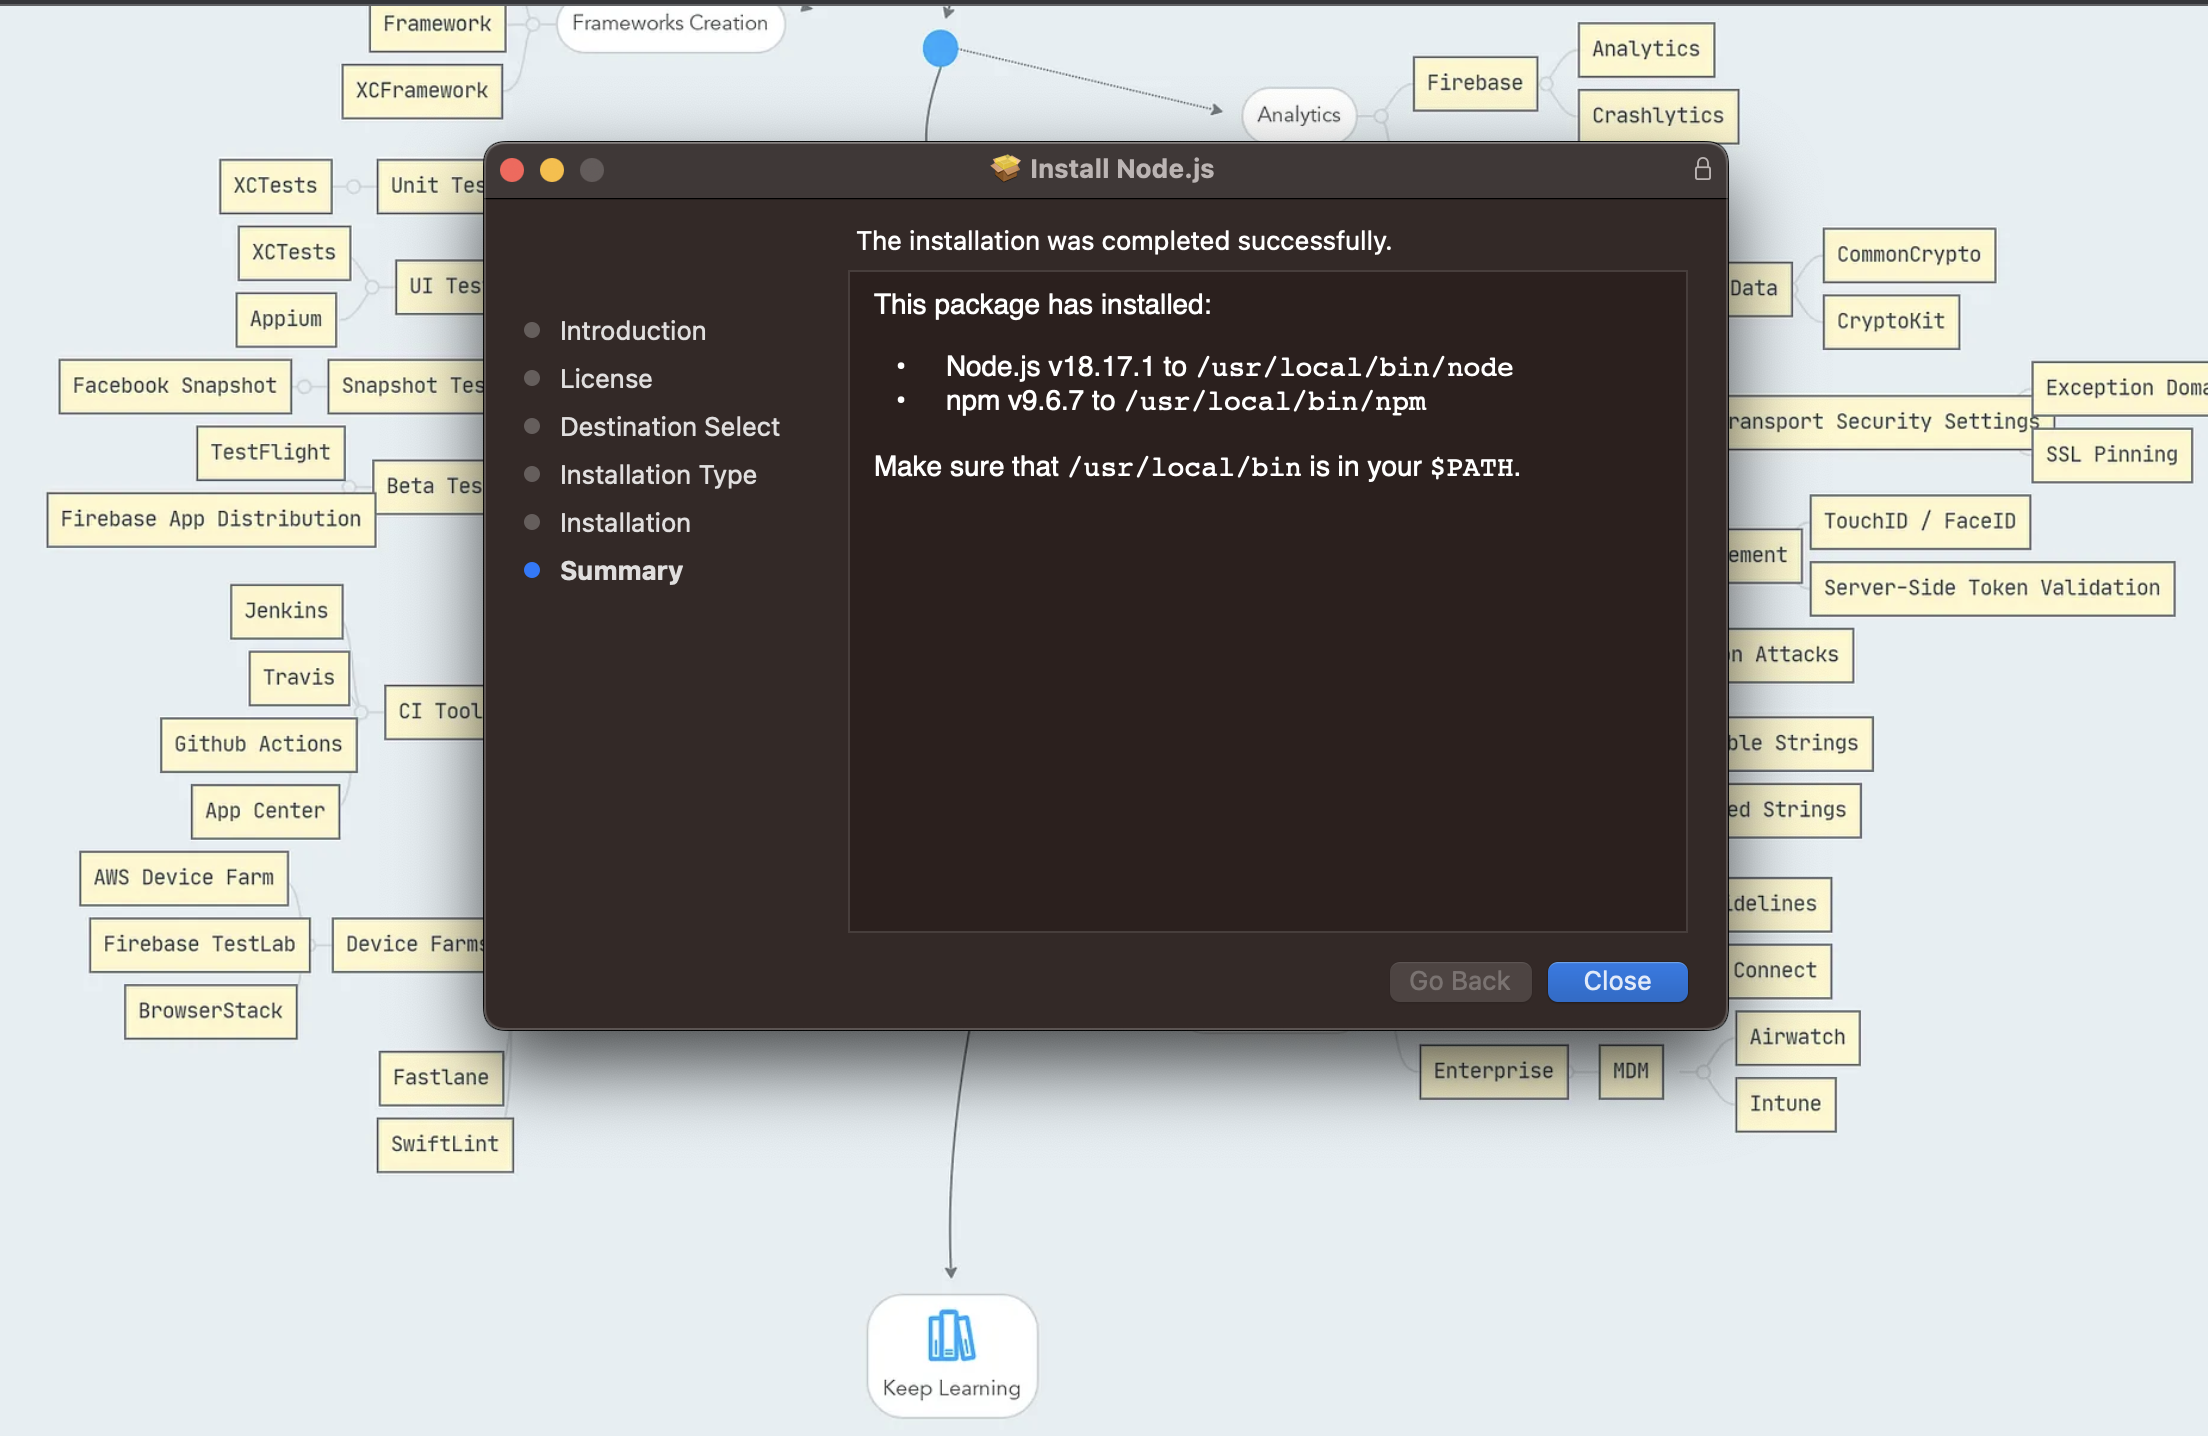 Framework
Frameworks Creation
XCFramework
Analytics
Firebase
Analytics
Crashlytics
XCTests
Unit Tes
XCTests
UI Tes
Appium
Facebook Snapshot
Snapshot Tes
TestFlight
Beta Tes
Firebase App Distribution
Jenkins
Travis
CI Tool
Github Actions
App Center
AWS Device Farm
Firebase TestLab
Device Farms
BrowserStack
Fastlane
SwiftLint
Install Node.js
The installation was completed successfully.
Introduction
License
Destination Select
Installation Type
Installation
Summary
This package has installed:
• Node.js v18.17.1 to /usr/local/bin/node
• npm v9.6.7 to /usr/local/bin/npm
Make sure that /usr/local/bin is in your $PATH.
Go Back
Close
Data
CommonCrypto
CryptoKit
ransport Security Settings
Exception Doma
SSL Pinning
ement
TouchID / FaceID
Server-Side Token Validation
on Attacks
ble Strings
ed Strings
idelines
Connect
Enterprise
MDM
Airwatch
Intune
Keep Learning